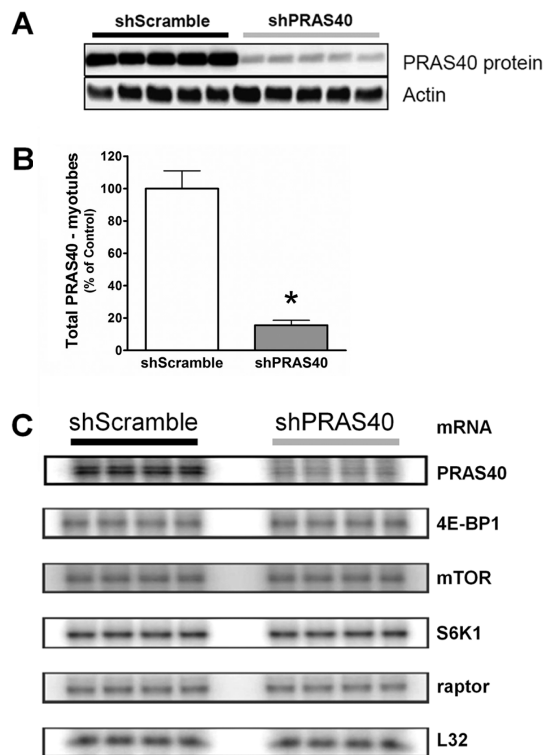 A
shScramble shPRAS40
PRAS40 protein
Actin
B
Total PRAS40 - myotubes
(% of Control)
120
100
80
60
40
20
0
*
shScramble shPRAS40
C
shScramble shPRAS40 mRNA
PRAS40
4E-BP1
mTOR
S6K1
raptor
L32